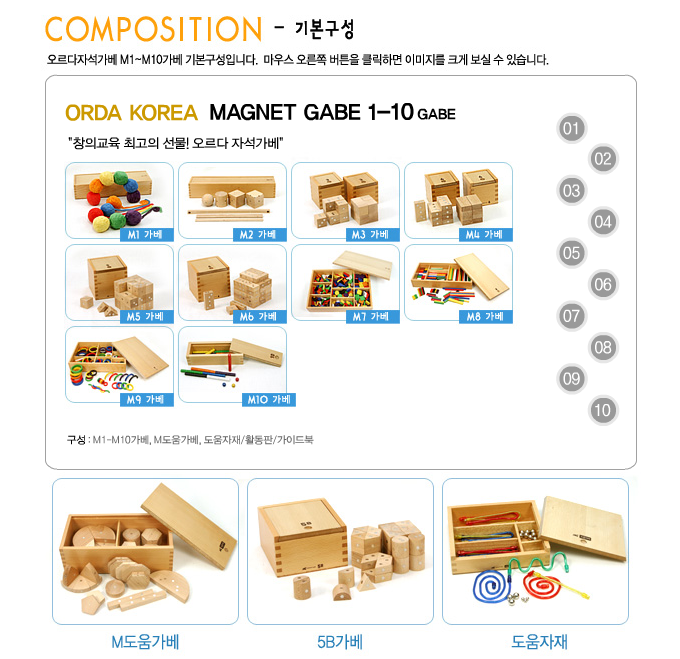 COMPOSITION - 기본구성
오르다자석가베 M1~M10가베 기본구성입니다. 마우스 오른쪽 버튼을 클릭하면 이미지를 크게 보실 수 있습니다.
ORDA KOREA MAGNET GABE 1-10 GABE
"창의교육 최고의 선물! 오르다 자석가베"
M1 가베
M2 가베
M3 가베
M4 가베
M5 가베
M6 가베
M7 가베
M8 가베
M9 가베
M10 가베
01
02
03
04
05
06
07
08
09
10
구성 : M1-M10가베, M도움가베, 도움자재/활동판/가이드북
5B
M도움가베
5B가베
도움자재